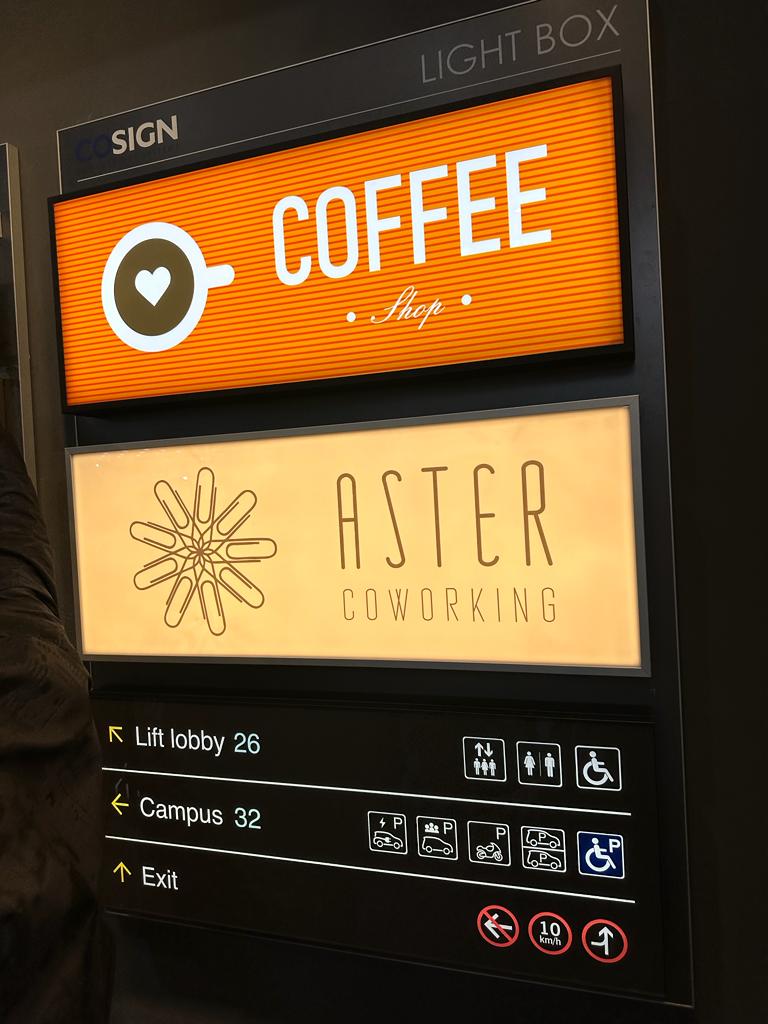 LIGHT BOX
COSIGN
COFFEE
• Shop •
ASTER
COWORKING
Lift lobby 26
Campus 32
P P P P P P
Exit
10
km/h